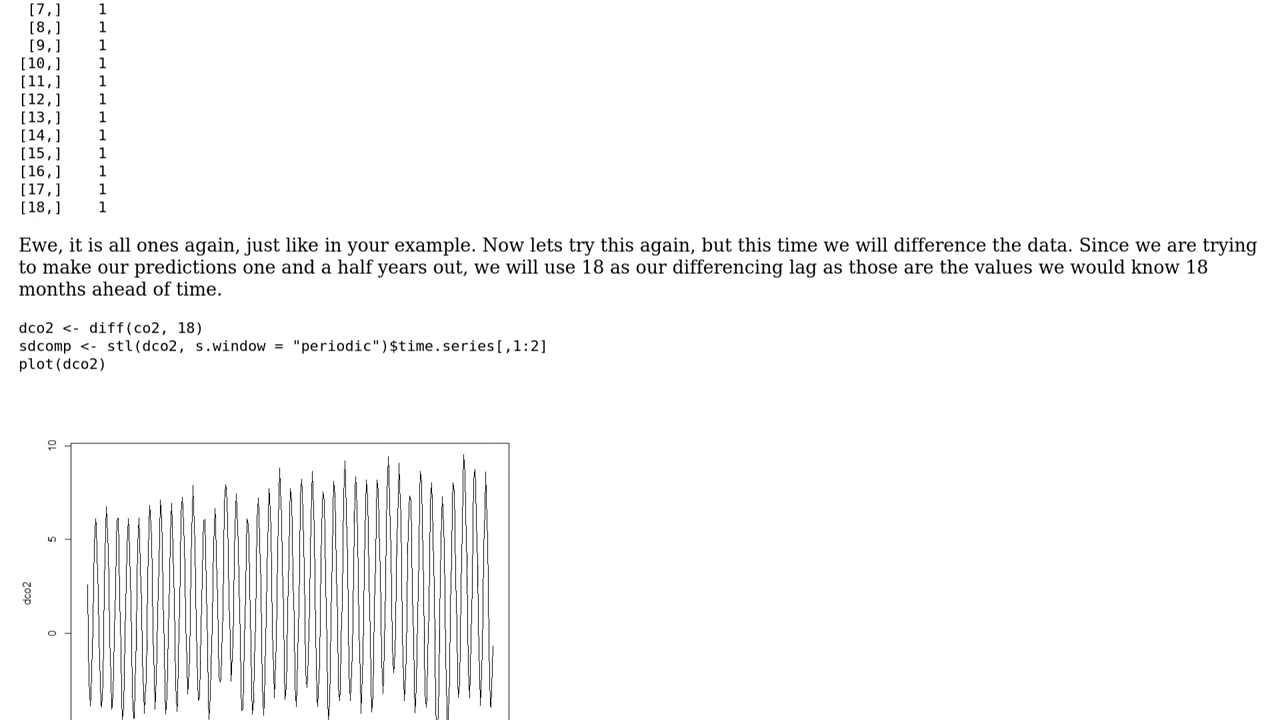 [7,] 1
[8,] 1
[9,] 1
[10,] 1
[11,] 1
[12,] 1
[13,] 1
[14,] 1
[15,] 1
[16,] 1
[17,] 1
[18,] 1
Ewe, it is all ones again, just like in your example. Now lets try this again, but this time we will difference the data. Since we are trying
to make our predictions one and a half years out, we will use 18 as our differencing lag as those are the values we would know 18
months ahead of time.
dco2 <- diff(co2, 18)
sdcomp <- stl(dco2, s.window = "periodic")$time.series[,1:2]
plot(dco2)
10
5
dco2
0